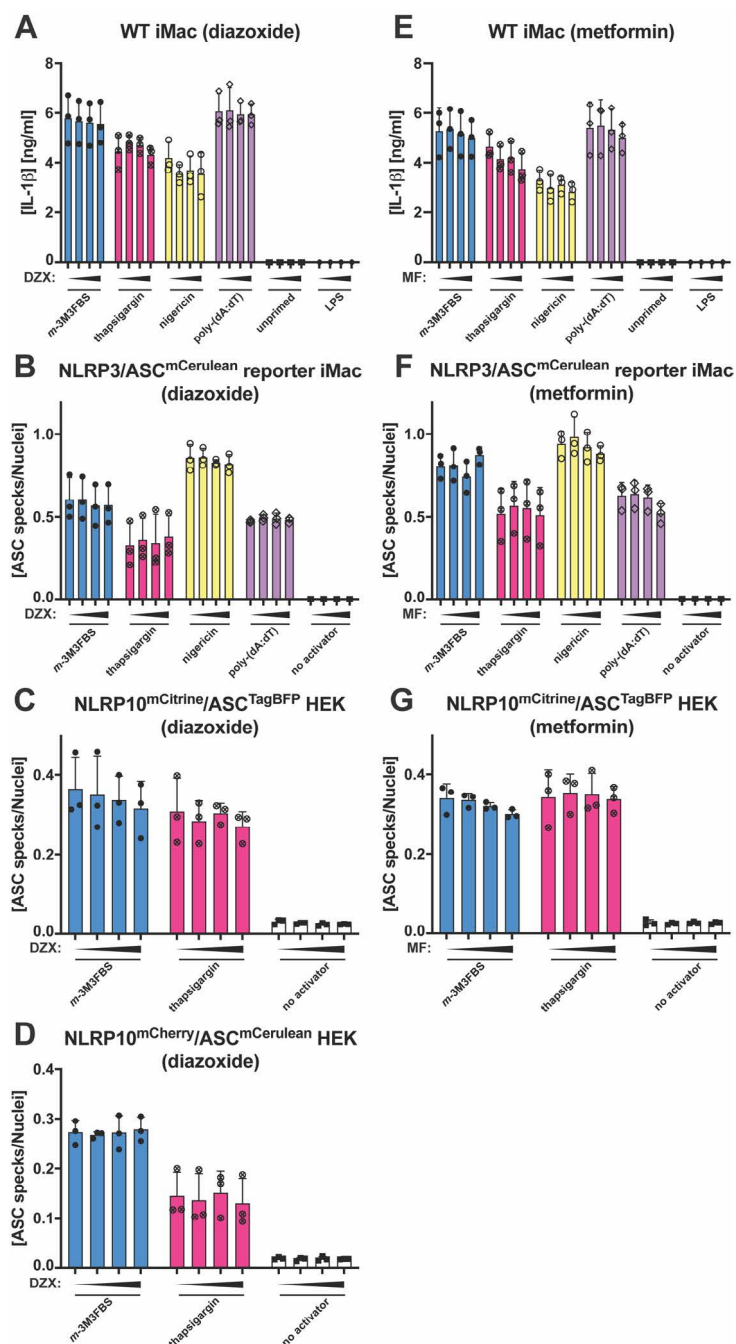 A
WT iMac (diazoxide)
[IL-1β] [ng/ml]
8
6
4
2
0
DZX:
m-3M3FBS
thapsigargin
nigericin
poly-(dA:dT)
unprimed
LPS
E
WT iMac (metformin)
[IL-1β] [ng/ml]
8
6
4
2
0
MF:
m-3M3FBS
thapsigargin
nigericin
poly-(dA:dT)
unprimed
LPS
B
NLRP3/ASCmCerulean reporter iMac
(diazoxide)
[ASC specks/Nuclei]
1.0
0.5
0.0
DZX:
m-3M3FBS
thapsigargin
nigericin
poly-(dA:dT)
no activator
F
NLRP3/ASCmCerulean reporter iMac
(metformin)
[ASC specks/Nuclei]
1.0
0.5
0.0
MF:
m-3M3FBS
thapsigargin
nigericin
poly-(dA:dT)
no activator
C
NLRP10mCitrine/ASCTagBFP HEK
(diazoxide)
[ASC specks/Nuclei]
0.4
0.2
0.0
DZX:
m-3M3FBS
thapsigargin
no activator
G
NLRP10mCitrine/ASCTagBFP HEK
(metformin)
[ASC specks/Nuclei]
0.4
0.2
0.0
MF:
m-3M3FBS
thapsigargin
no activator
D
NLRP10mCherry/ASCmCerulean HEK
(diazoxide)
[ASC specks/Nuclei]
0.4
0.3
0.2
0.1
0.0
DZX:
m-3M3FBS
thapsigargin
no activator